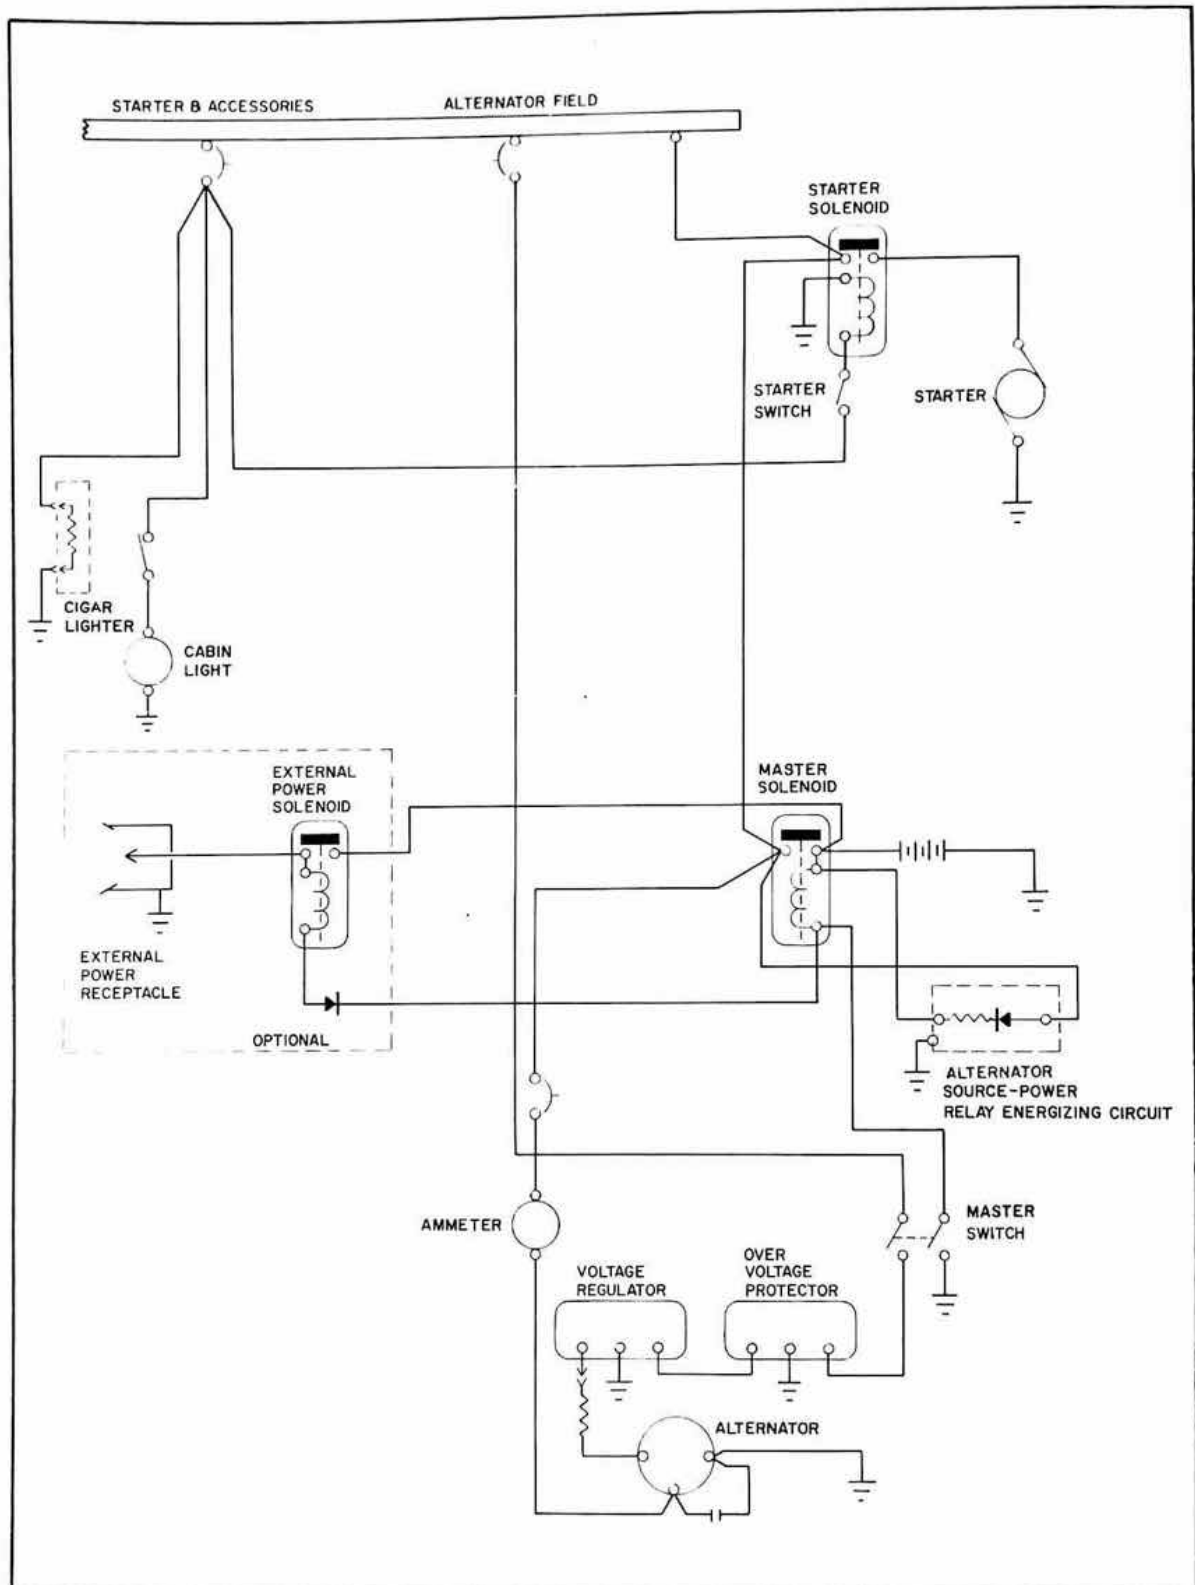 STARTER & ACCESSORIES
ALTERNATOR FIELD
STARTER
SOLENOID
STARTER
SWITCH
STARTER
CIGAR
LIGHTER
CABIN
LIGHT
EXTERNAL
POWER
SOLENOID
MASTER
SOLENOID
EXTERNAL
POWER
RECEPTACLE
OPTIONAL
ALTERNATOR
SOURCE-POWER
RELAY ENERGIZING CIRCUIT
AMMETER
MASTER
SWITCH
VOLTAGE
REGULATOR
OVER
VOLTAGE
PROTECTOR
ALTERNATOR